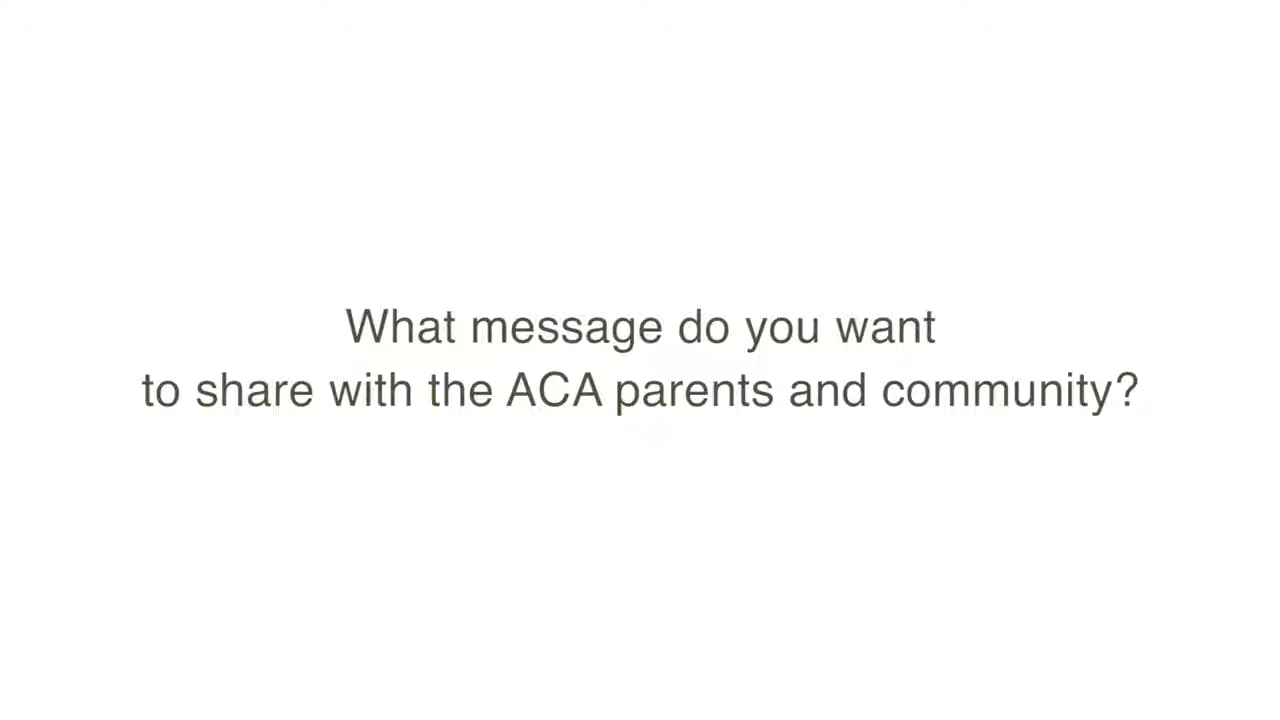 What message do you want
to share with the ACA parents and community?